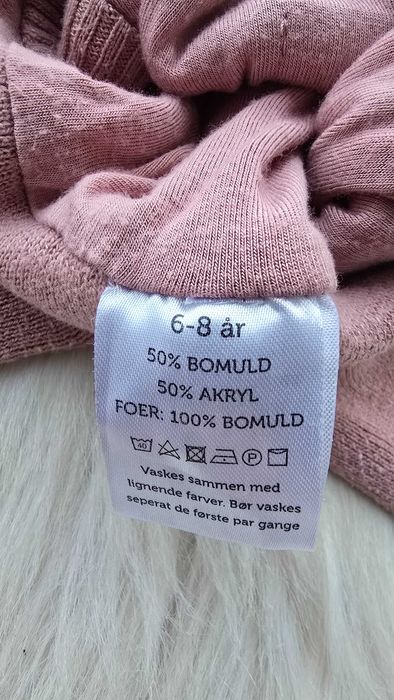 6-8 år
50% BOMULD
50% AKRYL
FOER: 100% BOMULD
40 P
Vaskes sammen med
lignende farver. Bør vaskes
seperat de første par gange